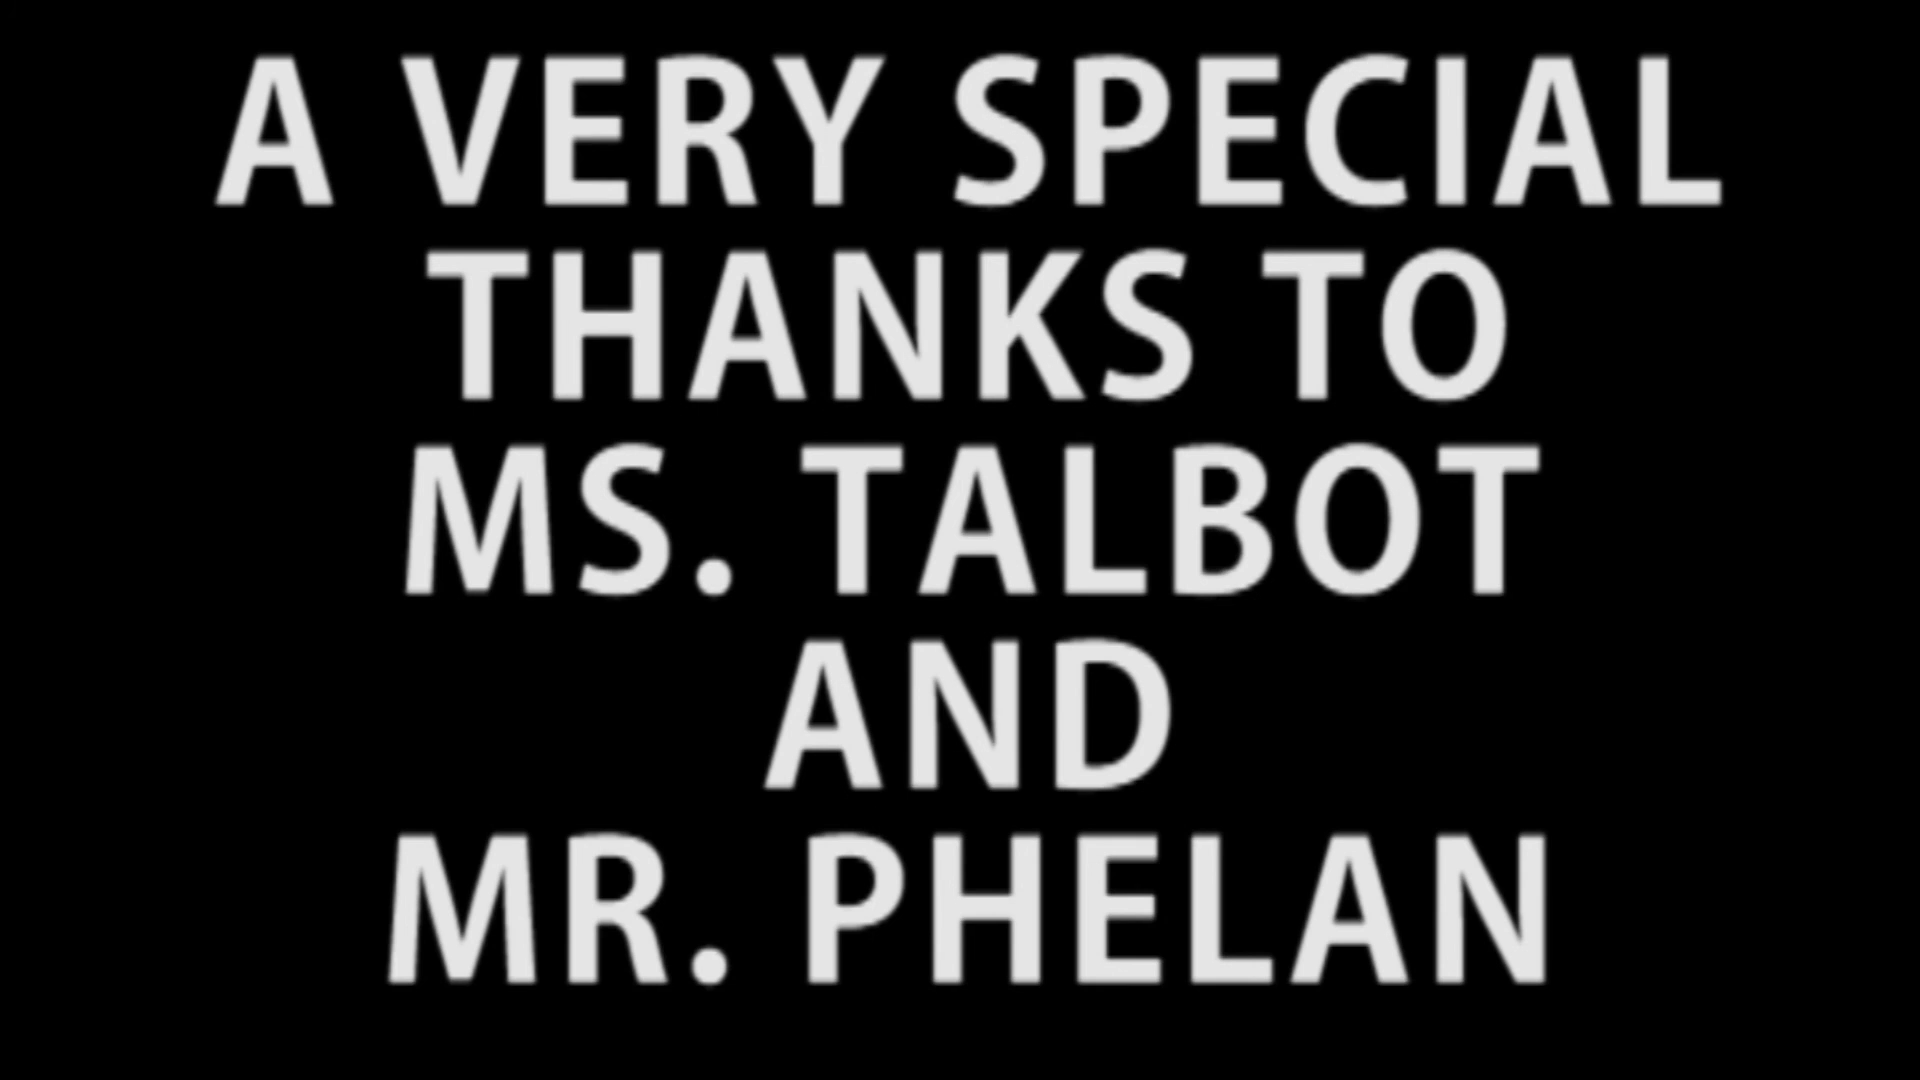 A VERY SPECIAL
THANKS TO
MS. TALBOT
AND
MR. PHELAN